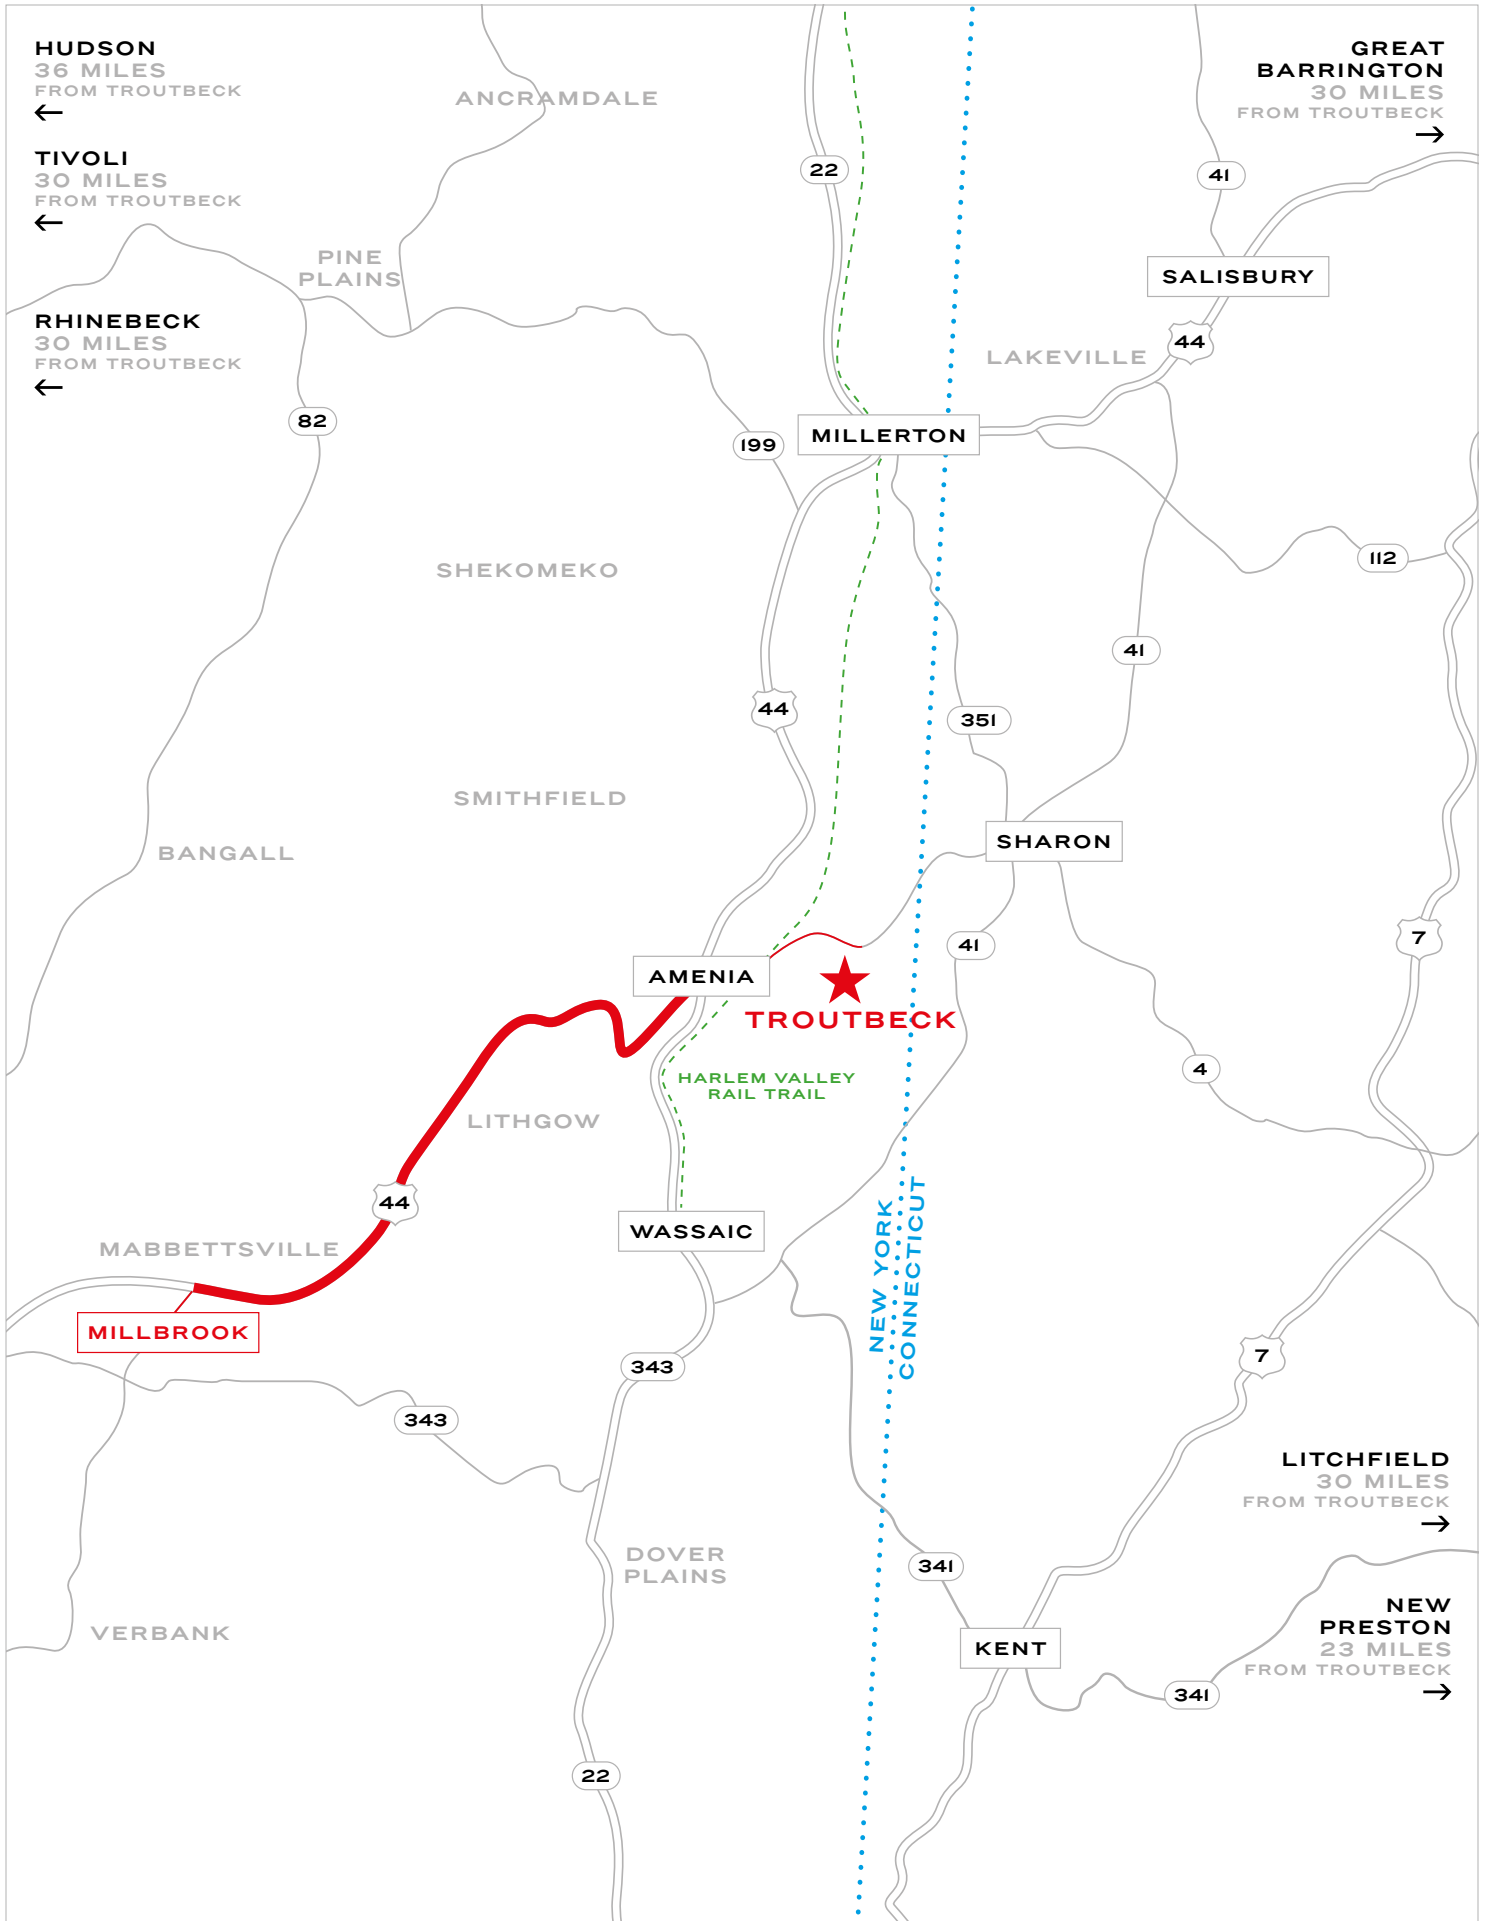 HUDSON
36 MILES
FROM TROUTBECK
←
TIVOLI
30 MILES
FROM TROUTBECK
←
RHINEBECK
30 MILES
FROM TROUTBECK
←
GREAT
BARRINGTON
30 MILES
FROM TROUTBECK
→
ANCRAMDALE
22
41
PINE
PLAINS
SALISBURY
44
LAKEVILLE
82
199
MILLERTON
112
SHEKOMEKO
41
44
351
SMITHFIELD
SHARON
BANGALL
7
41
AMENIA
TROUTBECK
4
HARLEM VALLEY
RAIL TRAIL
LITHGOW
44
WASSAIC
MABBETTSVILLE
NEW YORK
CONNECTICUT
MILLBROOK
343
7
343
LITCHFIELD
30 MILES
FROM TROUTBECK
→
DOVER
PLAINS
341
VERBANK
KENT
NEW
PRESTON
23 MILES
FROM TROUTBECK
→
341
22